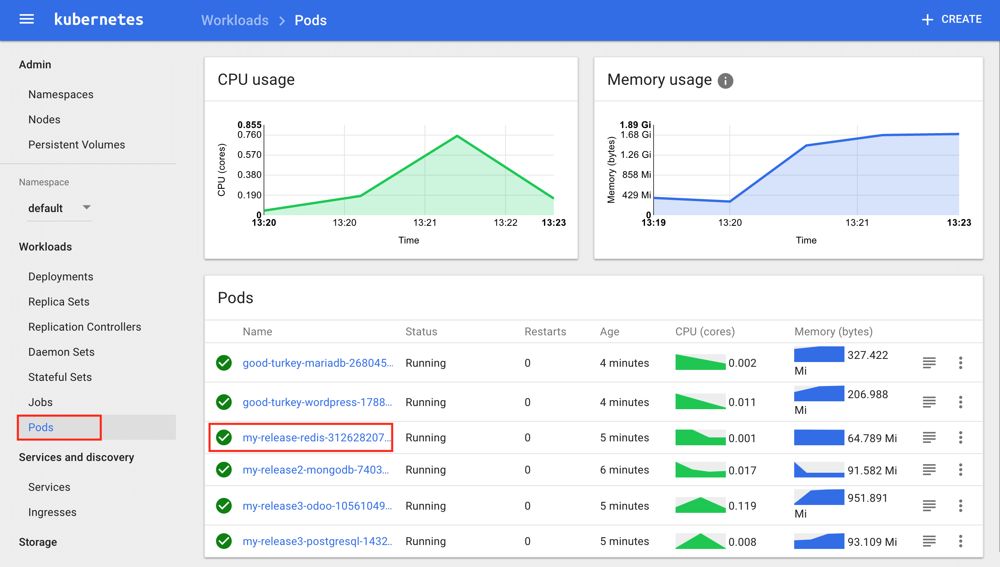 kubernetes
Workloads > Pods
+ CREATE
Admin
Namespaces
Nodes
Persistent Volumes
Namespace
default
Workloads
Deployments
Replica Sets
Replication Controllers
Daemon Sets
Stateful Sets
Jobs
Pods
Services and discovery
Services
Ingresses
Storage
CPU usage
CPU (cores)
0.855
0.760
0.570
0.380
0.190
0
13:20 13:20 13:21 13:22 13:23
Time
Memory usage i
Memory (bytes)
1.89 Gi
1.68 Gi
1.26 Gi
858 Mi
429 Mi
0
13:19 13:20 13:21 13:23
Time
Pods
Name Status Restarts Age CPU (cores) Memory (bytes)
good-turkey-mariadb-268045... Running 0 4 minutes 0.002 327.422
Mi
good-turkey-wordpress-1788... Running 0 4 minutes 0.011 206.988
Mi
my-release-redis-312628207... Running 0 5 minutes 0.001 64.789 Mi
my-release2-mongodb-7403... Running 0 6 minutes 0.017 91.582 Mi
my-release3-odoo-10561049... Running 0 5 minutes 0.119 951.891
Mi
my-release3-postgresql-1432.. Running 0 5 minutes 0.008 93.109 Mi